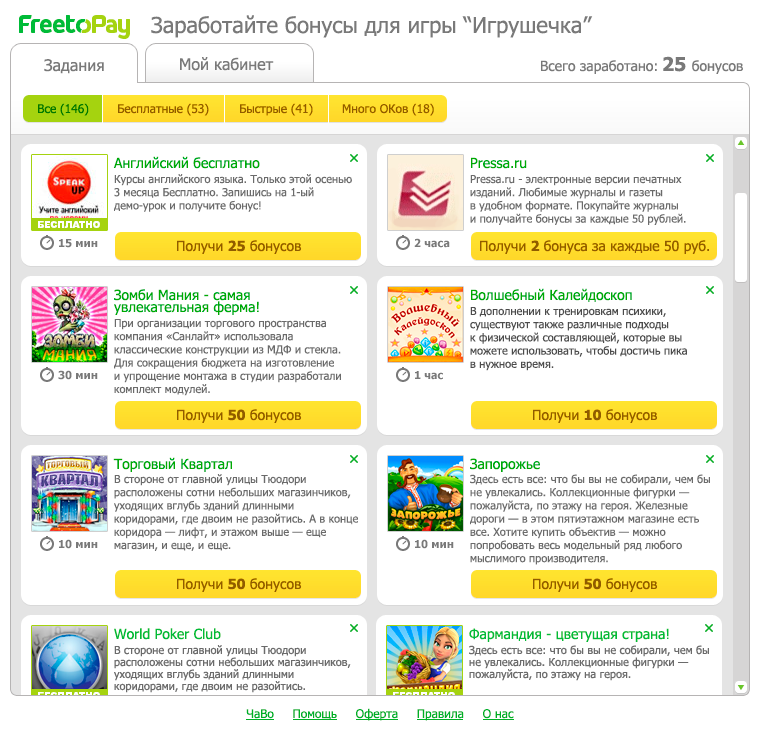 FreetoPay
Заработайте бонусы для игры “Игрушечка”
Задания
Мой кабинет
Всего заработано: 25 бонусов
Все (146)
Бесплатные (53)
Быстрые (41)
Много ОКов (18)
SPEAK UP
Учите английский
БЕСПЛАТНО
15 мин
Английский бесплатно
Курсы английского языка. Только этой осенью
3 месяца Бесплатно. Запишись на 1-ый
демо-урок и получите бонус!
Получи 25 бонусов
2 часа
Pressa.ru
Pressa.ru - электронные версии печатных
изданий. Любимые журналы и газеты
в удобном формате. Покупайте журналы
и получайте бонусы за каждые 50 рублей.
Получи 2 бонуса за каждые 50 руб.
ЗОМБИ
МАНИЯ
30 мин
Зомби Мания - самая
увлекательная ферма!
При организации торгового пространства
компания «Санлайт» использовала
классические конструкции из МДФ и стекла.
Для сокращения бюджета на изготовление
и упрощение монтажа в студии разработали
комплект модулей.
Получи 50 бонусов
Волшебный
Калейдоскоп
1 час
Волшебный Калейдоскоп
В дополнении к тренировкам психики,
существуют также различные подходы
к физической составляющей, которые вы
можете использовать, чтобы достичь пика
в нужное время.
Получи 10 бонусов
ТОРГОВЫЙ
КВАРТАЛ
10 мин
Торговый Квартал
В стороне от главной улицы Тюодори
расположены сотни небольших магазинчиков,
уходящих вглубь зданий длинными
коридорами, где двоим не разойтись. А в конце
коридора — лифт, и этажом выше — еще
магазин, и еще, и еще.
Получи 50 бонусов
ЗАПОРОЖЬЕ
10 мин
Запорожье
Здесь есть все: что бы вы не собирали, чем бы
не увлекались. Коллекционные фигурки —
пожалуйста, по этажу на героя. Железные
дороги — в этом пятиэтажном магазине есть
все. Хотите купить объектив — можно
попробовать весь модельный ряд любого
мыслимого производителя.
Получи 50 бонусов
БЕСПЛАТНО
World Poker Club
В стороне от главной улицы Тюодори
расположены сотни небольших магазинчиков,
уходящих вглубь зданий длинными
коридорами, где двоим не разойтись.
БЕСПЛАТНО
Фармандия - цветущая страна!
Здесь есть все: что бы вы не собирали, чем бы
не увлекались. Коллекционные фигурки —
пожалуйста, по этажу на героя.
ЧаВо
Помощь
Оферта
Правила
О нас